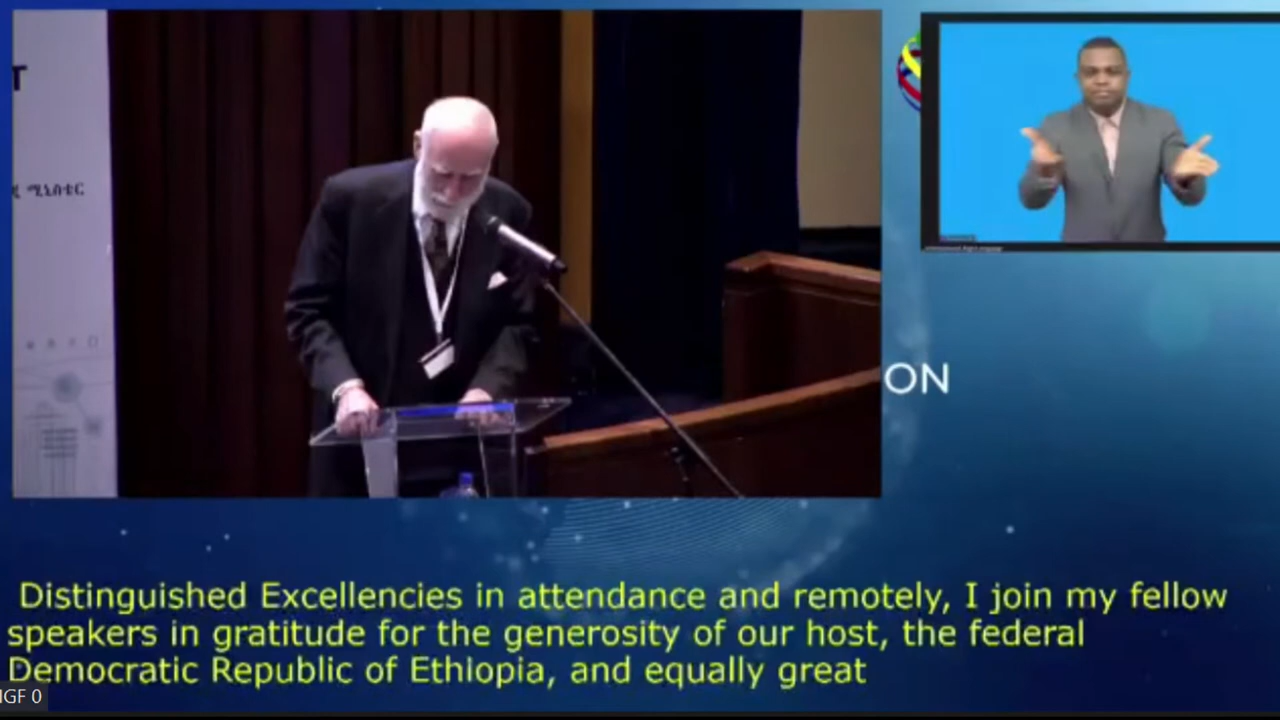 T
ሚኒስቴር
ON
Distinguished Excellencies in attendance and remotely, I join my fellow
speakers in gratitude for the generosity of our host, the federal
Democratic Republic of Ethiopia, and equally great
IGF 0